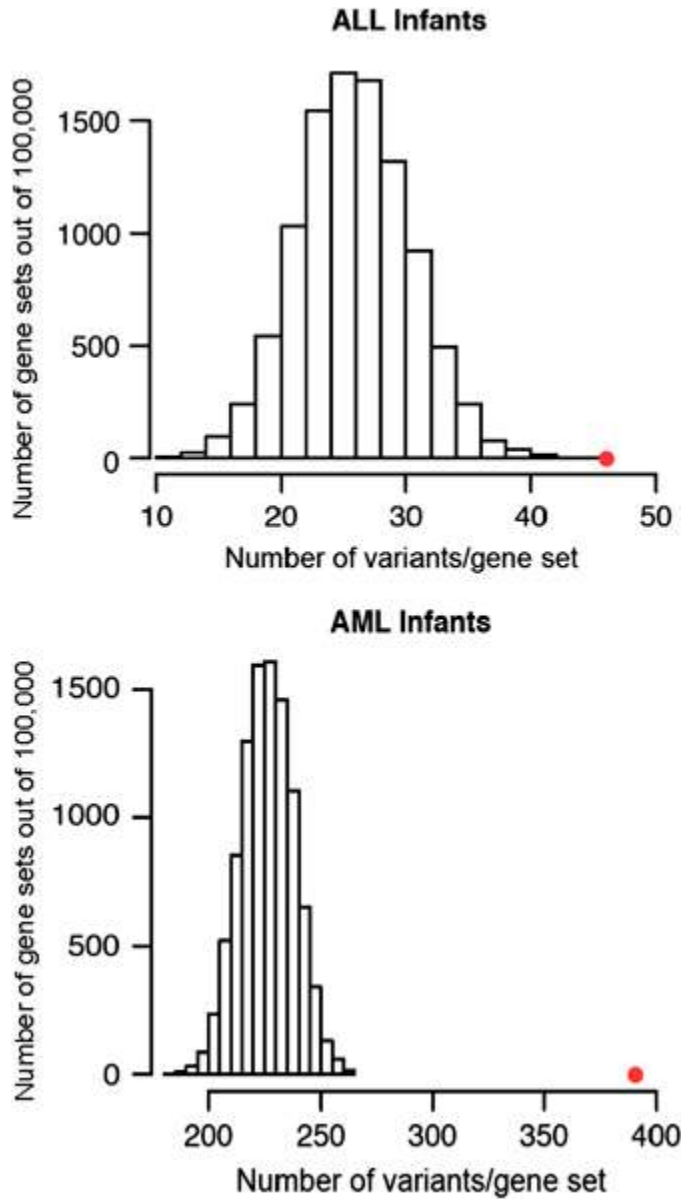 ALL Infants
Number of gene sets out of 100,000
1500
1000
500
0
10 20 30 40 50
Number of variants/gene set
AML Infants
Number of gene sets out of 100,000
1500
1000
500
0
200 250 300 350 400
Number of variants/gene set